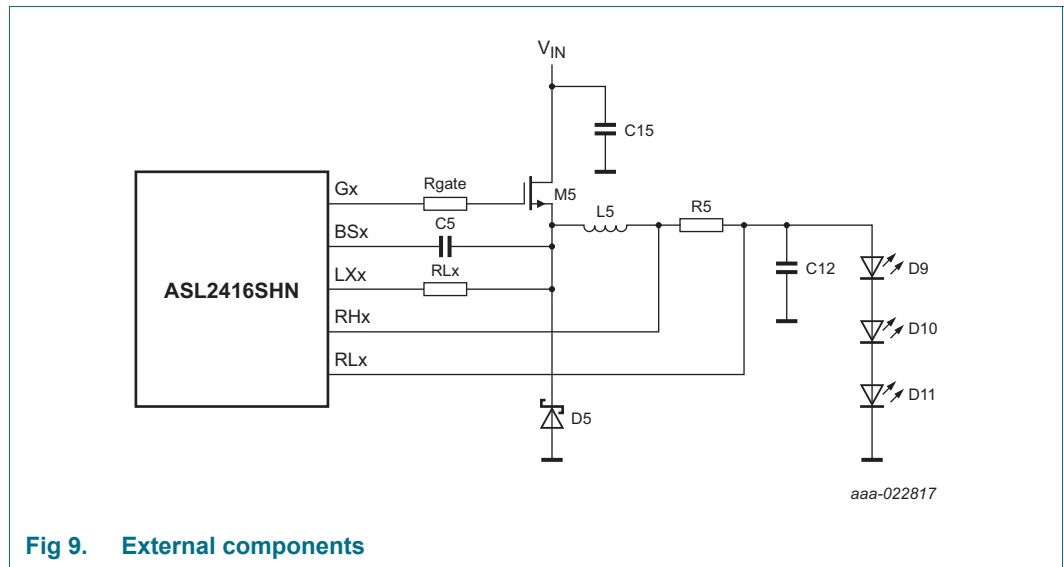 VIN
C15
Gx
Rgate
M5
L5
R5
BSx
C5
C12
D9
LXx
RLx
ASL2416SHN
RHx
D10
RLx
D11
D5
aaa-022817
Fig 9. External components